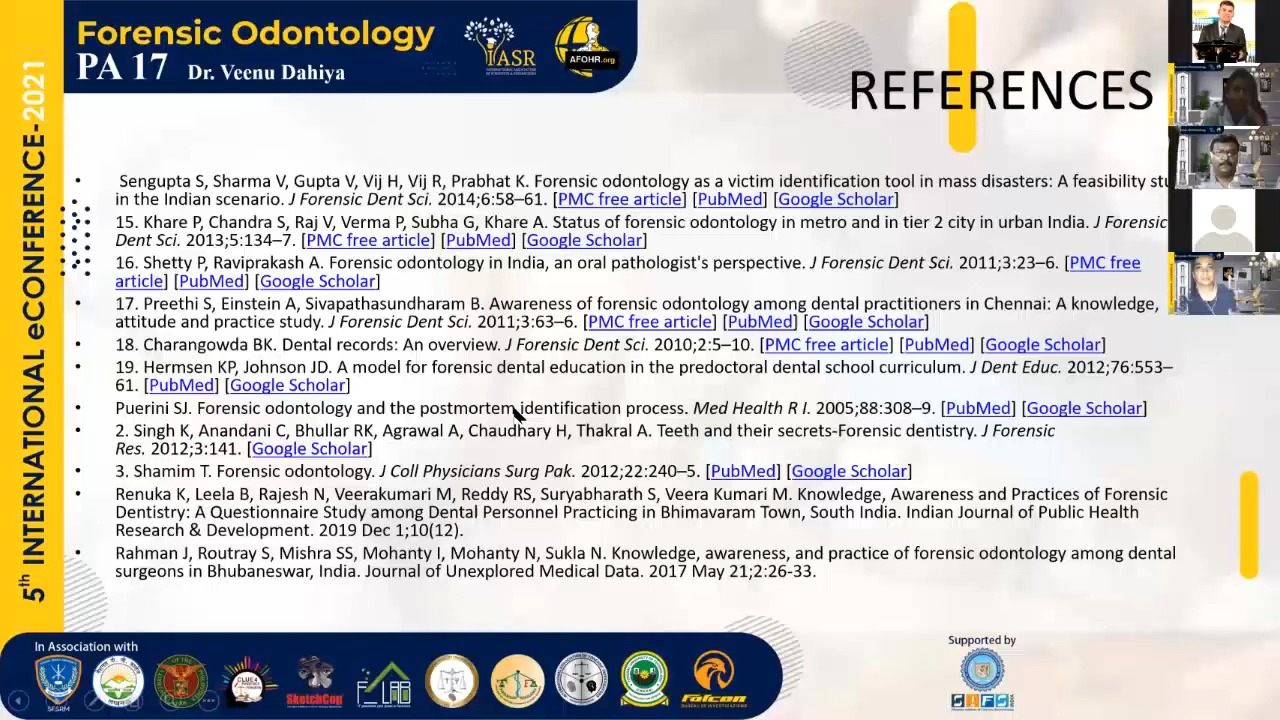 Forensic Odontology
PA 17 Dr. Vasu Dahiya
IASR
AFOHR.org
5th INTERNATIONAL eCONFERENCE-2021
REFERENCES
• Sengupta S, Sharma V, Gupta V, Vij H, Vij R, Prabhat K. Forensic odontology as a victim identification tool in mass disasters: A feasibility stu
in the Indian scenario. J Forensic Dent Sci. 2014;6:58–61. [PMC free article] [PubMed] [Google Scholar]
• 15. Khare P, Chandra S, Raj V, Verma P, Subha G, Khare A. Status of forensic odontology in metro and in tier 2 city in urban India. J Forensic
Dent Sci. 2013;5:134–7. [PMC free article] [PubMed] [Google Scholar]
• 16. Shetty P, Raviprakash A. Forensic odontology in India, an oral pathologist's perspective. J Forensic Dent Sci. 2011;3:23–6. [PMC free
article] [PubMed] [Google Scholar]
• 17. Preethi S, Einstein A, Sivapathasundharam B. Awareness of forensic odontology among dental practitioners in Chennai: A knowledge,
attitude and practice study. J Forensic Dent Sci. 2011;3:63–6. [PMC free article] [PubMed] [Google Scholar]
• 18. Charangowda BK. Dental records: An overview. J Forensic Dent Sci. 2010;2:5–10. [PMC free article] [PubMed] [Google Scholar]
• 19. Hermsen KP, Johnson JD. A model for forensic dental education in the predoctoral dental school curriculum. J Dent Educ. 2012;76:553–
61. [PubMed] [Google Scholar]
• Puerini SJ. Forensic odontology and the postmortem identification process. Med Health R I. 2005;88:308–9. [PubMed] [Google Scholar]
• 2. Singh K, Anandani C, Bhullar RK, Agrawal A, Chaudhary H, Thakral A. Teeth and their secrets-Forensic dentistry. J Forensic
Res. 2012;3:141. [Google Scholar]
• 3. Shamim T. Forensic odontology. J Coll Physicians Surg Pak. 2012;22:240–5. [PubMed] [Google Scholar]
• Renuka K, Leela B, Rajesh N, Veerakumari M, Reddy RS, Suryabharath S, Veera Kumari M. Knowledge, Awareness and Practices of Forensic
Dentistry: A Questionnaire Study among Dental Personnel Practicing in Bhimavaram Town, South India. Indian Journal of Public Health
Research & Development. 2019 Dec 1;10(12).
• Rahman J, Routray S, Mishra SS, Mohanty I, Mohanty N, Sukla N. Knowledge, awareness, and practice of forensic odontology among dental
surgeons in Bhubaneswar, India. Journal of Unexplored Medical Data. 2017 May 21;2:26-33.
In Association with
Supported by
SketchCop
F LAB
Falcon
SIFS